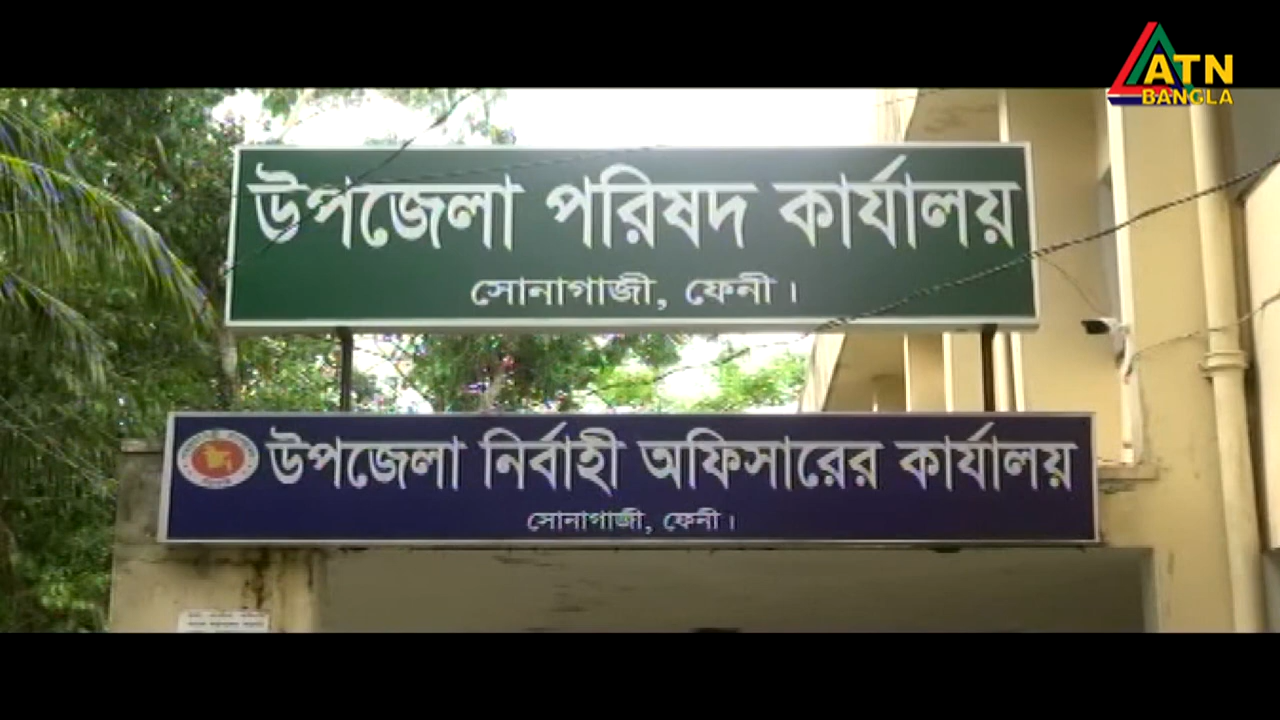 ATN
BANGLA
উপজেলা পরিষদ কার্যালয়
সোনাগাজী, ফেনী।
উপজেলা নির্বাহী অফিসারের কার্যালয়
সোনাগাজী, ফেনী।